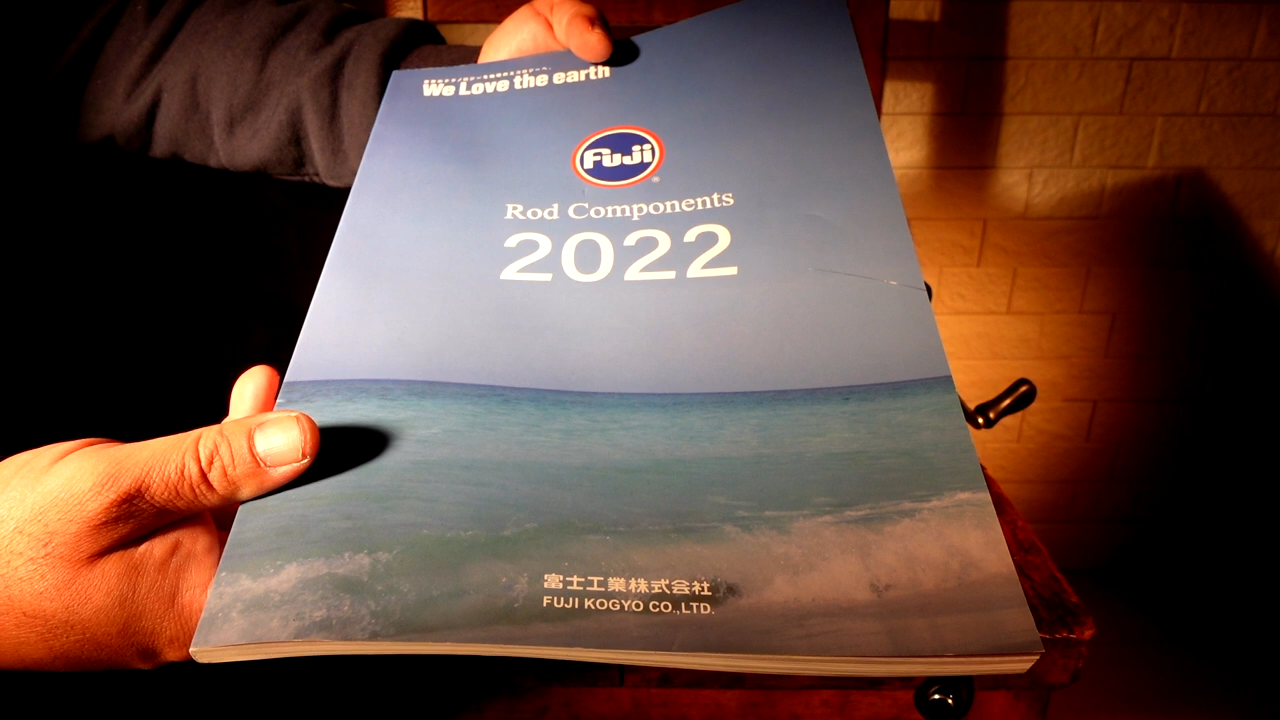 We Love the earth
Fuji
®
Rod Components
2022
富士工業株式会社
FUJI KOGYO CO.,LTD.